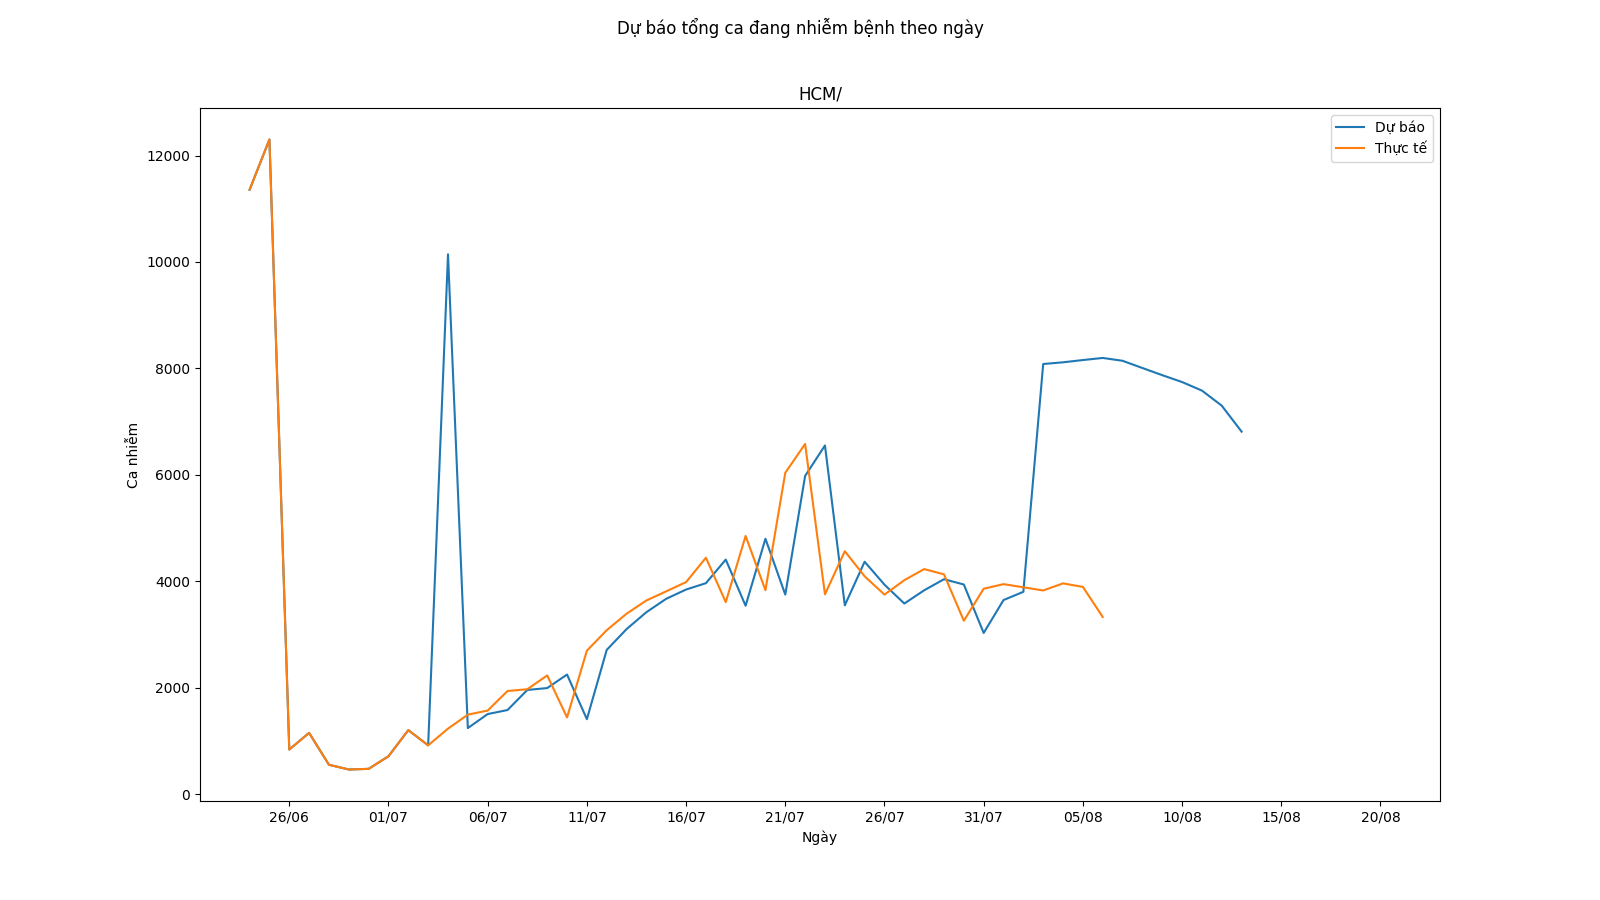 Dự báo tổng ca đang nhiễm bệnh theo ngày
HCM/
Dự báo
Thực tế
12000
10000
8000
6000
4000
2000
0
Ca nhiễm
26/06 01/07 06/07 11/07 16/07 21/07 26/07 31/07 05/08 10/08 15/08 20/08
Ngày